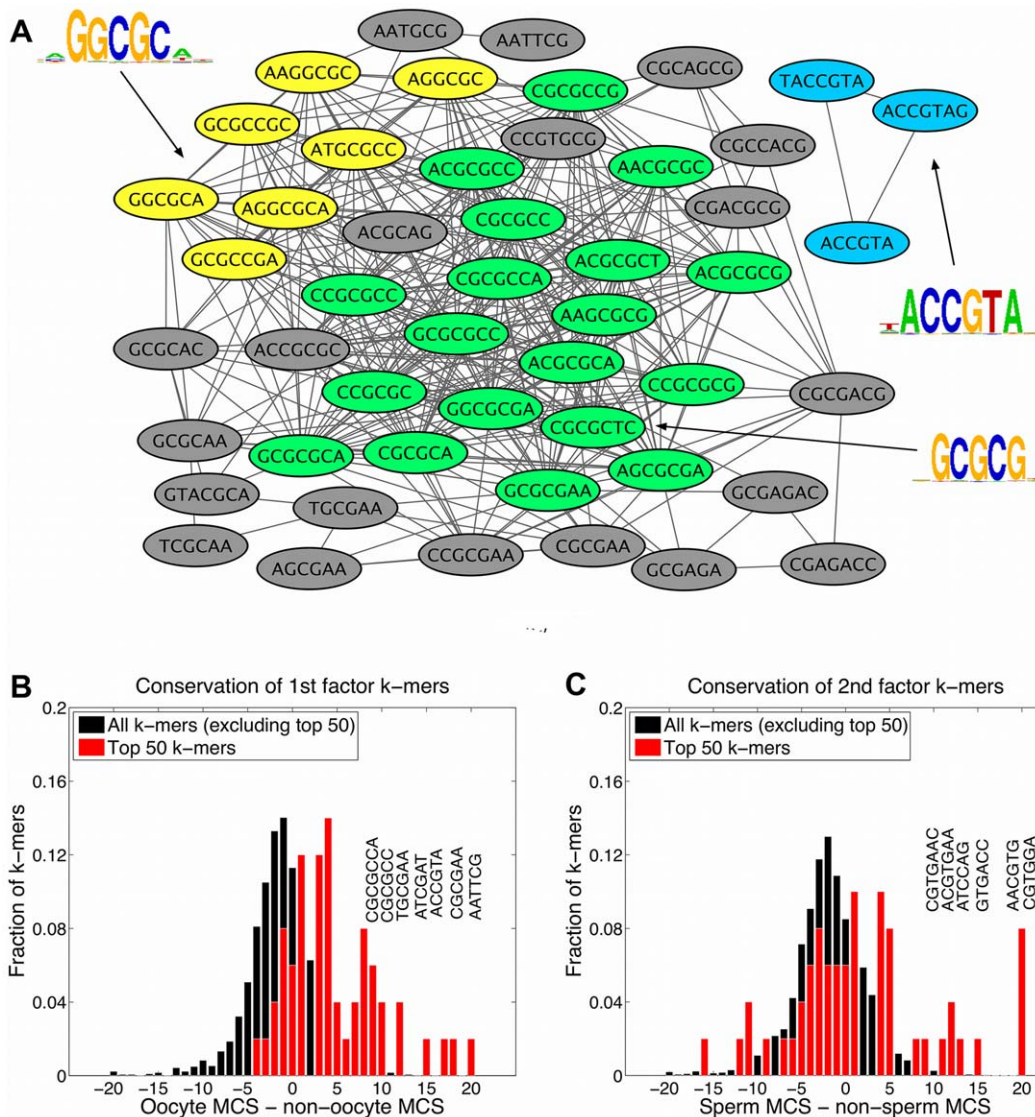 A
GGCGCA
AATGCG
AATTCG
AAGGCGC
AGGCGC
CGCGCCG
CGCAGCG
TACCGTA
ACCGTAG
GCGCCGC
ATGCGCC
CCGTGCG
CGCCACG
ACGCGCC
AACGCGC
GGCGCA
AGGCGCA
CGCGCC
CGACGCG
ACGCAG
ACCGTA
GCGCCGA
ACGCGCT
CGCGCCA
ACGCGCG
CCGCGCC
AAGCGCG
TACCGTA
GCGCGCC
GCGCAC
ACCGCGC
ACGCGCA
CCGCGC
CCGCGCG
CGCGACG
GGCGCGA
CGCGCTC
GCGCAA
GCGCGCA
CGCGCA
GCGCG
AGCGCGA
GTACGCA
GCGCGAA
GCGAGAC
TGCGAA
TCGCAA
CCGCGAA
CGCGAA
AGCGAA
GCGAGA
CGAGACC
B
Conservation of 1st factor k-mers
0.2
0.16
0.12
0.08
0.04
0
All k-mers (excluding top 50)
Top 50 k-mers
CGCGCCA
CGCGCC
TGCGAA
ATCGAT
ACCGTA
CGCGAA
AATTCG
Fraction of k-mers
−20 −15 −10 −5 0 5 10 15 20
Oocyte MCS − non-oocyte MCS
C
Conservation of 2nd factor k-mers
0.2
0.16
0.12
0.08
0.04
0
All k-mers (excluding top 50)
Top 50 k-mers
CGTGAAC
ACGTGAA
ATCCAG
GTGACC
AACGTG
CGTGGA
Fraction of k-mers
−20 −15 −10 −5 0 5 10 15 20
Sperm MCS − non-sperm MCS